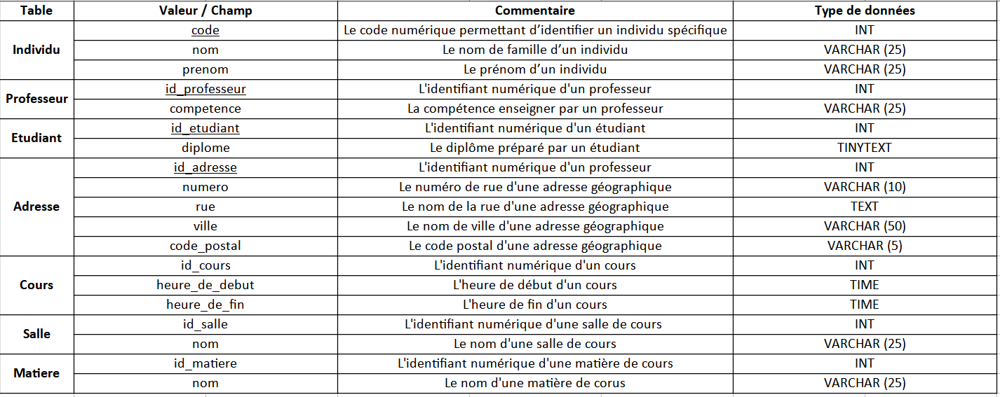 Table Valeur / Champ Commentaire Type de données
code Le code numérique permettant d’identifier un individu spécifique INT
Individu nom Le nom de famille d’un individu VARCHAR (25)
prenom Le prénom d’un individu VARCHAR (25)
Professeur id_professeur L'identifiant numérique d'un professeur INT
competence La compétence enseigner par un professeur VARCHAR (25)
Etudiant id_etudiant L'identifiant numérique d'un étudiant INT
diplome Le diplôme préparé par un étudiant TINYTEXT
id_adresse L'identifiant numérique d'un professeur INT
numero Le numéro de rue d'une adresse géographique VARCHAR (10)
Adresse rue Le nom de la rue d'une adresse géographique TEXT
ville Le nom de ville d'une adresse géographique VARCHAR (50)
code_postal Le code postal d'une adresse géographique VARCHAR (5)
id_cours L'identifiant numérique d'un cours INT
Cours heure_de_debut L'heure de début d'un cours TIME
heure_de_fin L'heure de fin d'un cours TIME
Salle id_salle L'identifiant numérique d'une salle de cours INT
nom Le nom d'une salle de cours VARCHAR (25)
Matiere id_matiere L'identifiant numérique d'une matière de cours INT
nom Le nom d'une matière de corus VARCHAR (25)